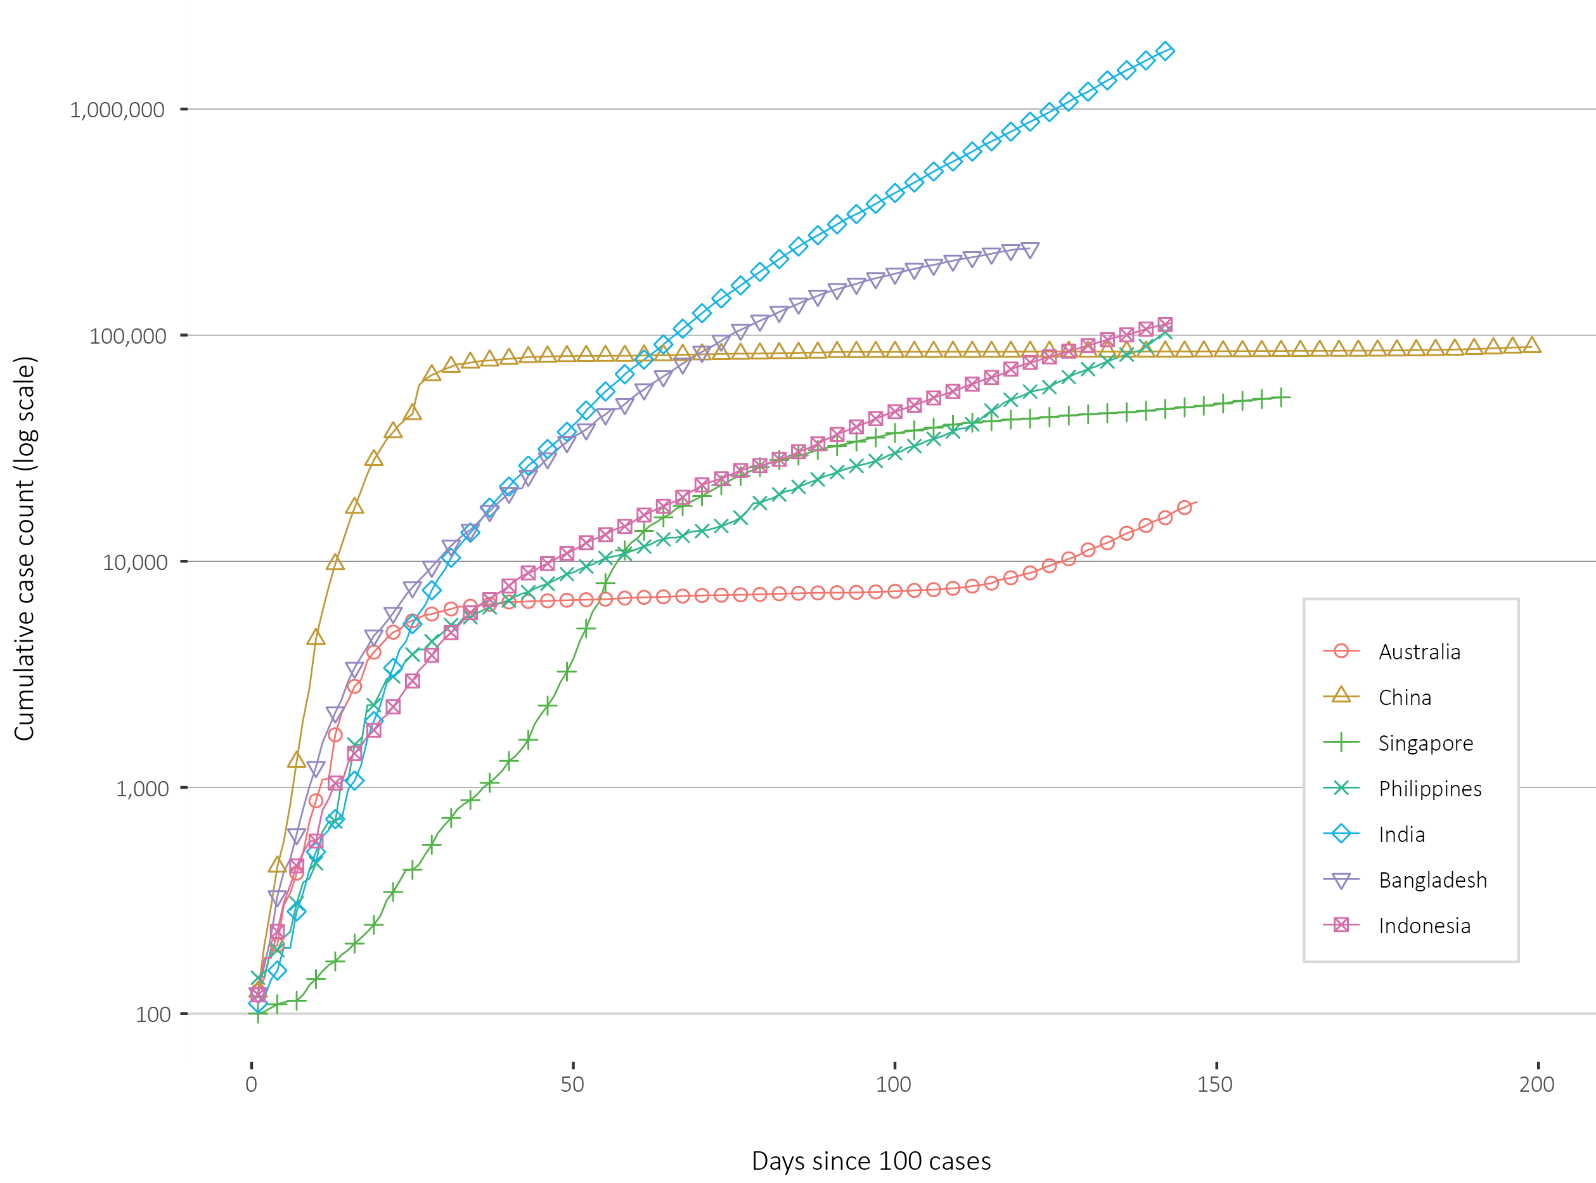 Cumulative case count (log scale)
1,000,000
100,000
10,000
1,000
100
0
50
100
150
200
Days since 100 cases
Australia
China
Singapore
Philippines
India
Bangladesh
Indonesia